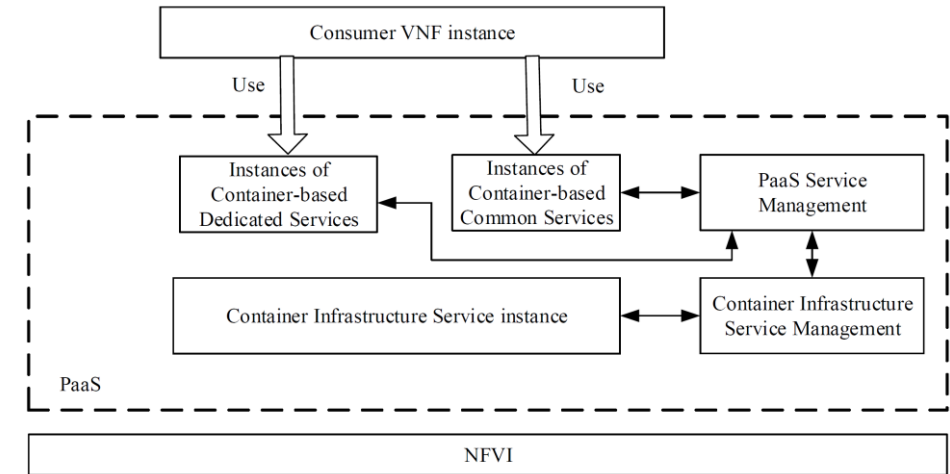 Consumer VNF instance
Use
Use
Instances of
Container-based
Dedicated Services
Instances of
Container-based
Common Services
PaaS Service
Management
Container Infrastructure Service instance
Container Infrastructure
Service Management
PaaS
NFVI